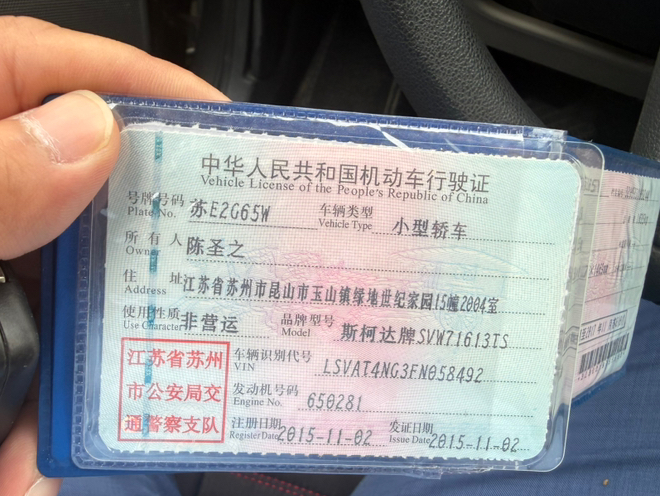 中华人民共和国机动车行驶证
Vehicle License of the People's Republic of China
号牌号码 苏E2G65W 车辆类型 小型轿车
Plate No. Vehicle Type
所有人 陈圣之
Owner
住址 江苏省苏州市昆山市玉山镇绿地世纪家园15幢2004室
Address
使用性质 非营运 品牌型号 斯柯达牌SVW71613TS
Use Character Model
江苏省苏州
市公安局交
通警察支队
车辆识别代号 LSVAT4NG3FN058492
VIN
发动机号码 650281
Engine No.
注册日期 2015-11-02 发证日期 2015-11-02
Register Date Issue Date